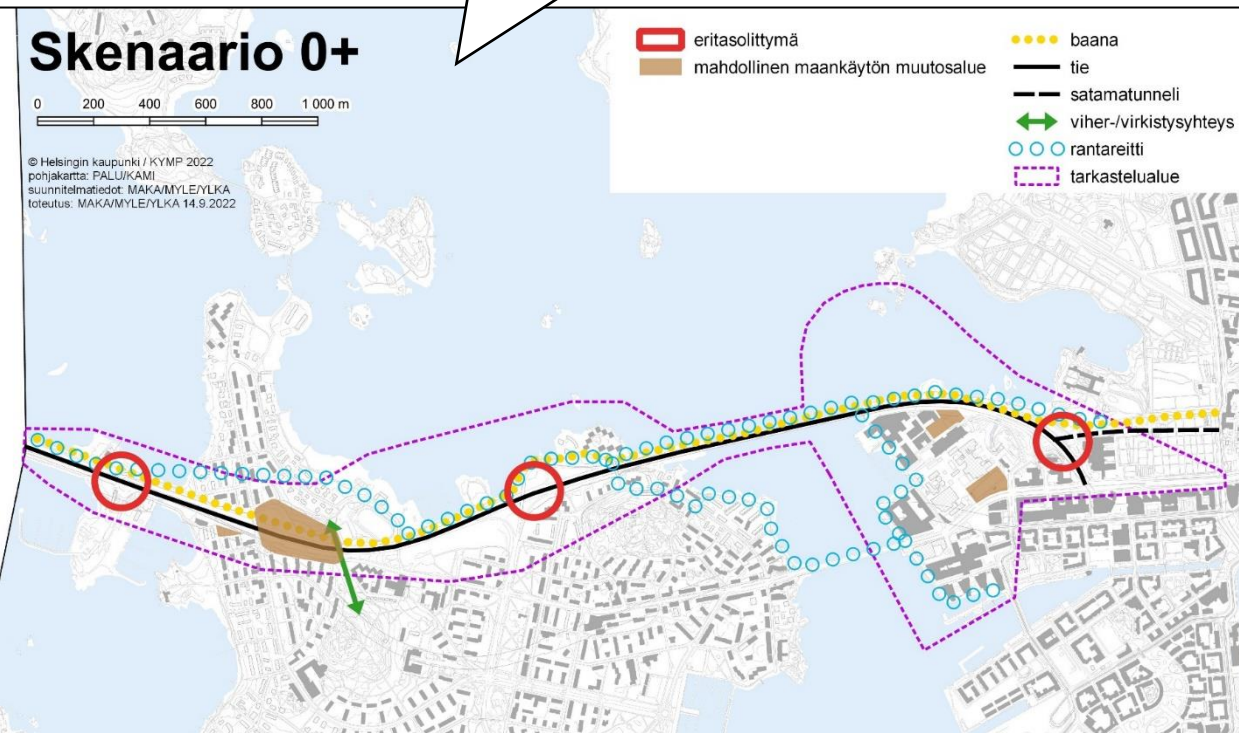 Skenaario 0+
0 200 400 600 800 1 000 m
© Helsingin kaupunki / KYMP 2022
pohjakartta: PALU/KAMI
suunnitelmatiedot: MAKA/MYLE/YLKA
toteutus: MAKA/MYLE/YLKA 14.9.2022
eritasoliittymä
mahdollinen maankäytön muutosalue
baana
tie
satamatunneli
viher-/virkistysyhteys
rantareitti
tarkastelualue